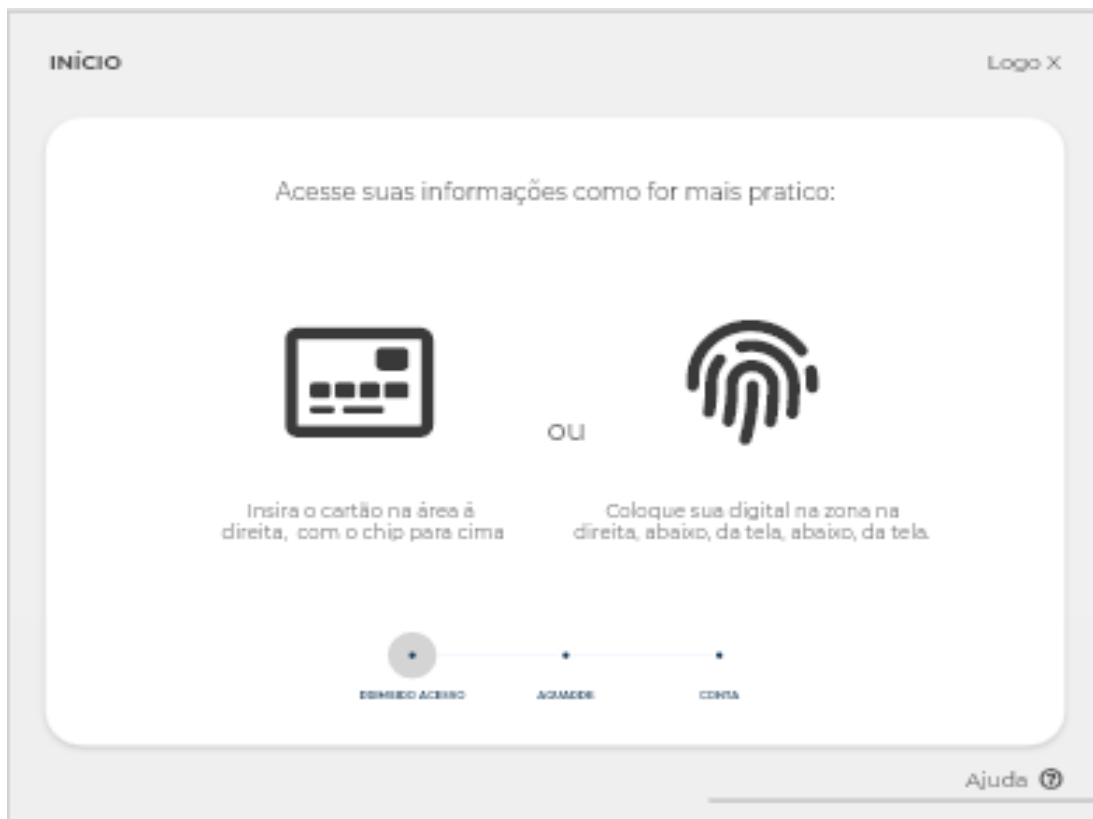 INÍCIO
Logo X
Acesse suas informações como for mais pratico:
ou
Insira o cartão na área à
direita, com o chip para cima
Coloque sua digital na zona na
direita, abaixo, da tela, abaixo, da tela.
ACESSO
CONTA
Ajuda